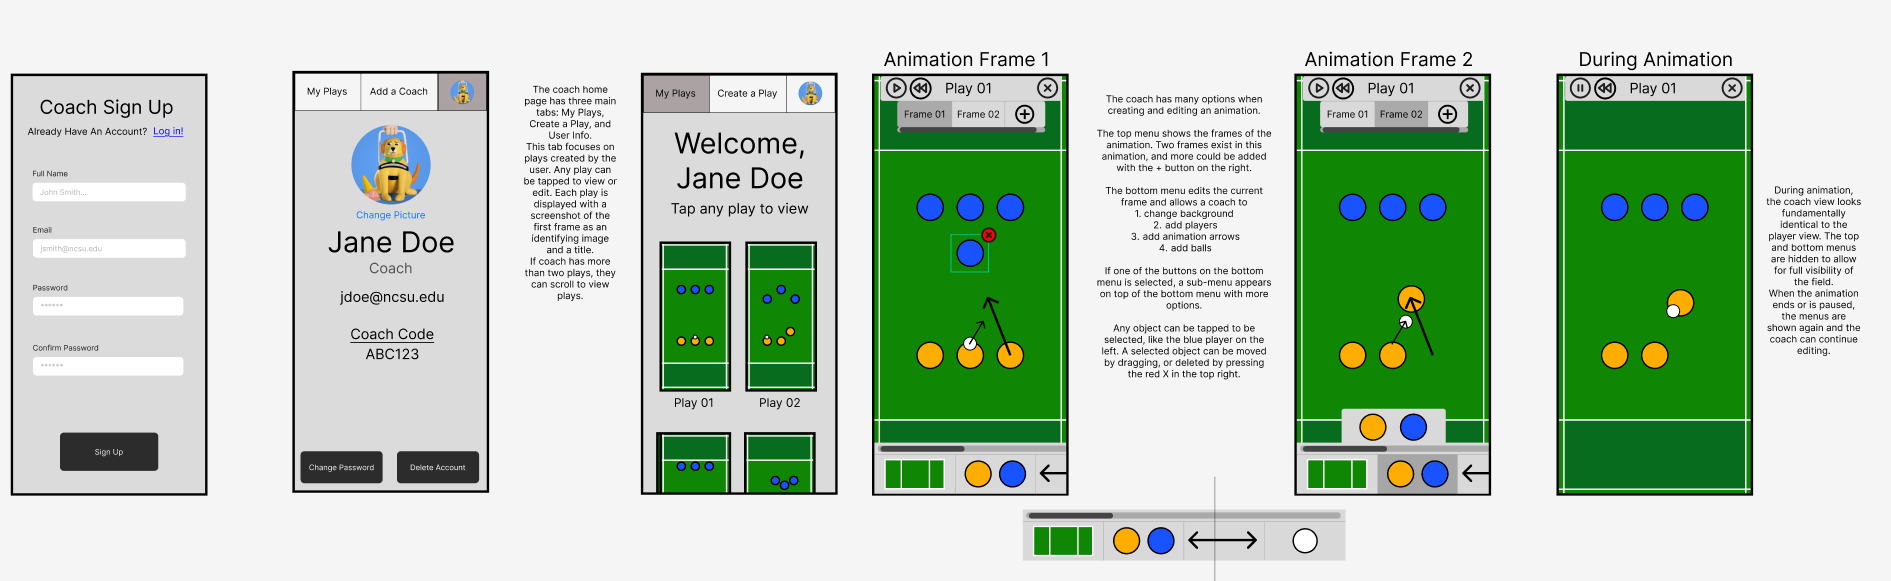 Coach Sign Up
Already Have An Account? Log in!
Full Name
John Smith...
Email
jsmith@ncsu.edu
Password
******
Confirm Password
******
Sign Up
My Plays
Add a Coach
Change Picture
Jane Doe
Coach
jdoe@ncsu.edu
Coach Code
ABC123
Change Password
Delete Account
The coach home
page has three main
tabs: My Plays,
Create a Play, and
User Info.
This tab focuses on
plays created by the
user. Any play can
be tapped to view or
edit. Each play is
displayed with a
screenshot of the
first frame as an
identifying image
and a title.
If coach has more
than two plays, they
can scroll to view
plays.
My Plays
Create a Play
Welcome,
Jane Doe
Tap any play to view
Play 01
Play 02
Animation Frame 1
Play 01
Frame 01
Frame 02
The coach has many options when
creating and editing an animation.
The top menu shows the frames of the
animation. Two frames exist in this
animation, and more could be added
with the + button on the right.
The bottom menu edits the current
frame and allows a coach to
1. change background
2. add players
3. add animation arrows
4. add balls
If one of the buttons on the bottom
menu is selected, a sub-menu appears
on top of the bottom menu with more
options.
Any object can be tapped to be
selected, like the blue player on the
left. A selected object can be moved
by dragging, or deleted by pressing
the red X in the top right.
Animation Frame 2
Play 01
Frame 01
Frame 02
During Animation
Play 01
During animation,
the coach view looks
fundamentally
identical to the
player view. The top
and bottom menus
are hidden to allow
for full visibility of
the field.
When the animation
ends or is paused,
the menus are
shown again and the
coach can continue
editing.